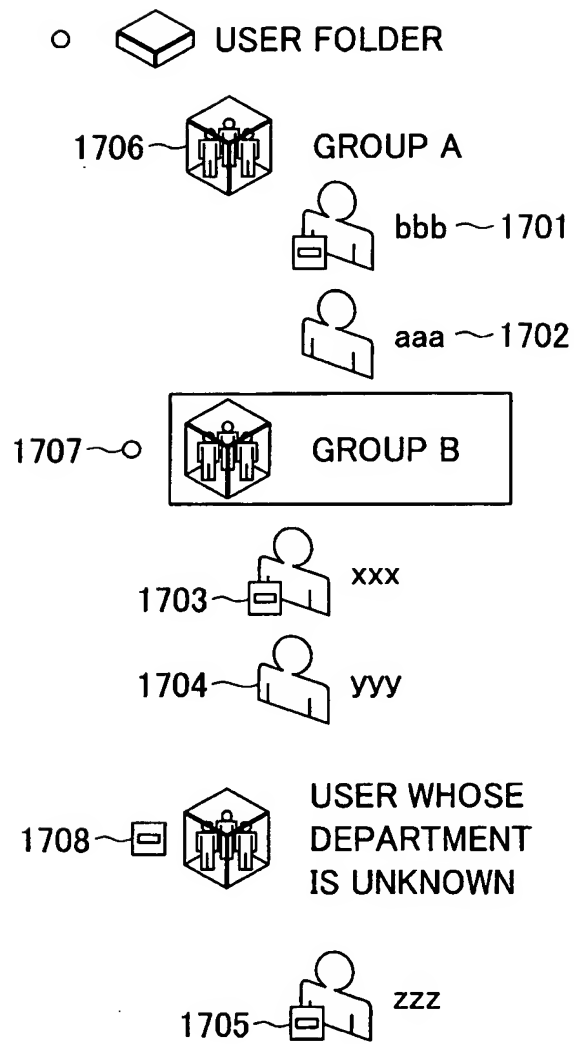 USER FOLDER
1706 GROUP A
bbb 1701
aaa 1702
1707 GROUP B
1703 xxx
1704 yyy
1708 USER WHOSE
DEPARTMENT
IS UNKNOWN
1705 zzz